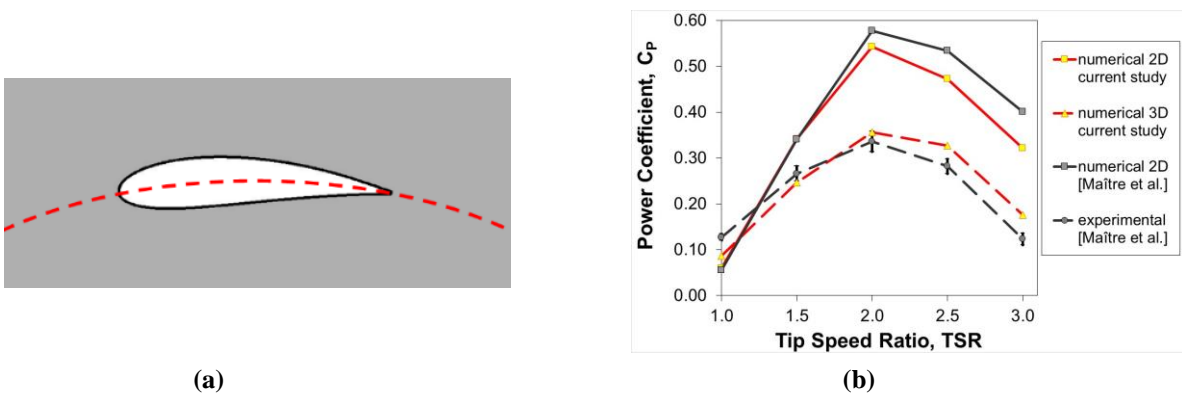 0.60
0.50
0.40
0.30
0.20
0.10
0.00
Power Coefficient, CP
1.0 1.5 2.0 2.5 3.0
Tip Speed Ratio, TSR
numerical 2D
current study
numerical 3D
current study
numerical 2D
[Maître et al.]
experimental
[Maître et al.]
(a)
(b)